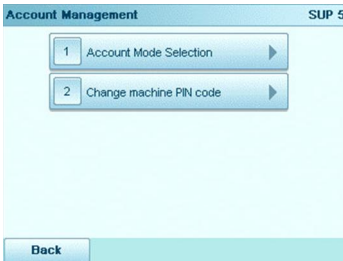 Account Management SUP 5
1 Account Mode Selection
2 Change machine PIN code
Back